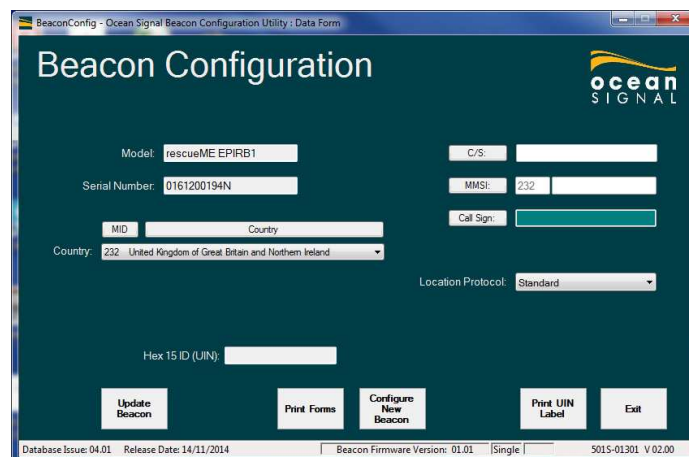 BeaconConfig - Ocean Signal Beacon Configuration Utility : Data Form
Beacon Configuration
ocean
SIGNAL
Model: rescueME EPIRB1
C/S:
Serial Number: 0161200194N
MMSI: 232
Call Sign:
MID Country
Country: 232 United Kingdom of Great Britain and Northern Ireland
Location Protocol: Standard
Hex 15 ID (UIN):
Update
Beacon
Print Forms
Configure
New
Beacon
Print UIN
Label
Exit
Database Issue: 04.01 Release Date: 14/11/2014 Beacon Firmware Version: 01.01 Single 501S-01301 V 02.00